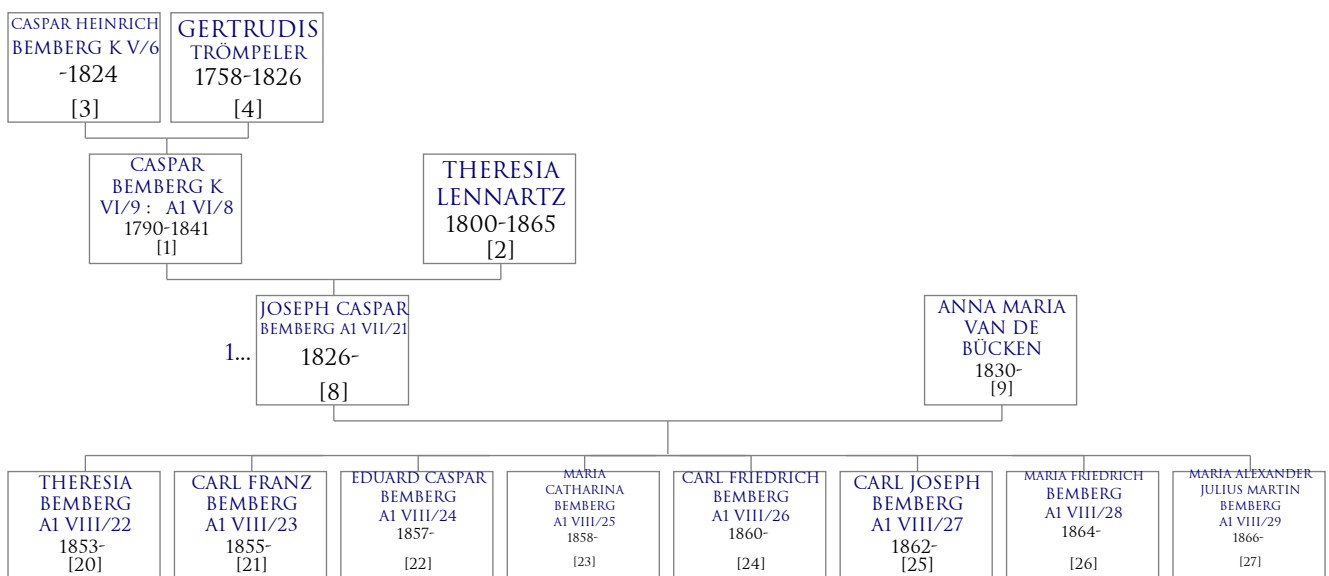 CASPAR HEINRICH
BEMBERG K V/6
-1824
[3]
GERTRUDIS
TRÖMPELER
1758-1826
[4]
CASPAR
BEMBERG K
VI/9 : A1 VI/8
1790-1841
[1]
THERESIA
LENNARTZ
1800-1865
[2]
1...
JOSEPH CASPAR
BEMBERG A1 VII/21
1826-
[8]
ANNA MARIA
VAN DE
BÜCKEN
1830-
[9]
THERESIA
BEMBERG
A1 VIII/22
1853-
[20]
CARL FRANZ
BEMBERG
A1 VIII/23
1855-
[21]
EDUARD CASPAR
BEMBERG
A1 VIII/24
1857-
[22]
MARIA
CATHARINA
BEMBERG
A1 VIII/25
1858-
[23]
CARL FRIEDRICH
BEMBERG
A1 VIII/26
1860-
[24]
CARL JOSEPH
BEMBERG
A1 VIII/27
1862-
[25]
MARIA FRIEDRICH
BEMBERG
A1 VIII/28
1864-
[26]
MARIA ALEXANDER
JULIUS MARTIN
BEMBERG
A1 VIII/29
1866-
[27]